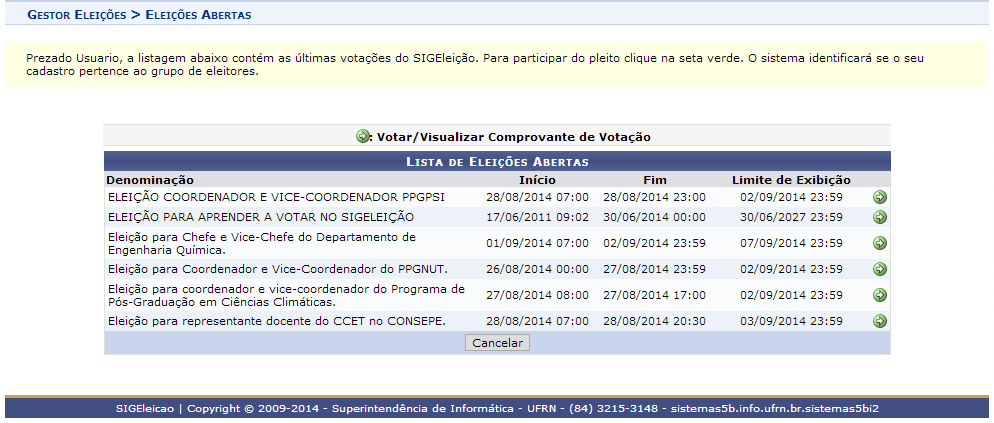 GESTOR ELEIÇÕES > ELEIÇÕES ABERTAS
Prezado Usuario, a listagem abaixo contém as últimas votações do SIGEleição. Para participar do pleito clique na seta verde. O sistema identificará se o seu
cadastro pertence ao grupo de eleitores.
: Votar/Visualizar Comprovante de Votação
LISTA DE ELEIÇÕES ABERTAS
Denominação Início Fim Limite de Exibição
ELEIÇÃO COORDENADOR E VICE-COORDENADOR PPGPSI 28/08/2014 07:00 28/08/2014 23:00 02/09/2014 23:59
ELEIÇÃO PARA APRENDER A VOTAR NO SIGELEIÇÃO 17/06/2011 09:02 30/06/2014 00:00 30/06/2027 23:59
Eleição para Chefe e Vice-Chefe do Departamento de
Engenharia Química. 01/09/2014 07:00 02/09/2014 23:59 07/09/2014 23:59
Eleição para Coordenador e Vice-Coordenador do PPGNUT. 26/08/2014 00:00 27/08/2014 23:59 02/09/2014 23:59
Eleição para coordenador e vice-coordenador do Programa de
Pós-Graduação em Ciências Climáticas. 27/08/2014 08:00 27/08/2014 17:00 02/09/2014 23:59
Eleição para representante docente do CCET no CONSEPE. 28/08/2014 07:00 28/08/2014 20:30 03/09/2014 23:59
Cancelar
SIGEleicao | Copyright © 2009-2014 - Superintendência de Informática - UFRN - (84) 3215-3148 - sistemas5b.info.ufrn.br.sistemas5bi2